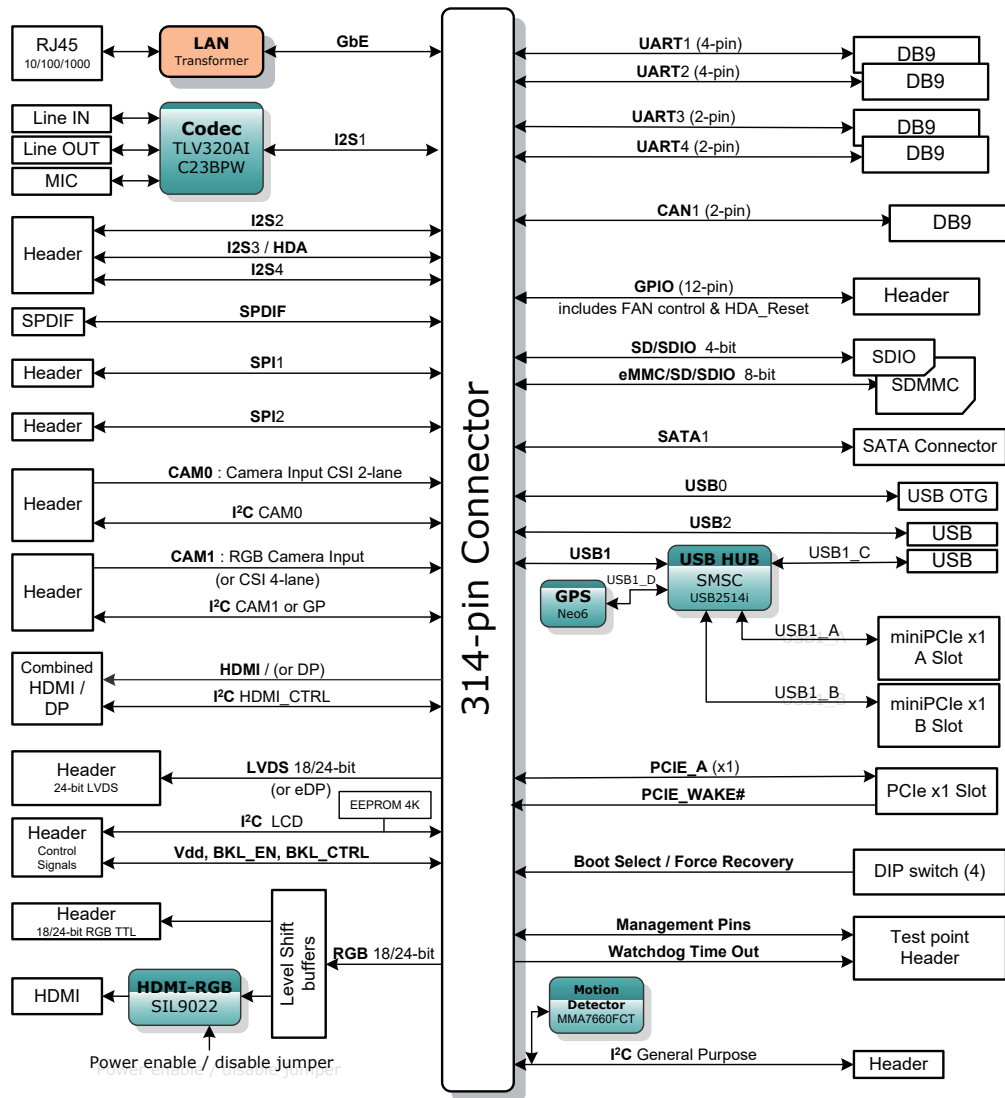 RJ45
10/100/1000
LAN
Transformer
GbE
Line IN
Line OUT
MIC
Codec
TLV320AI
C23BPW
I2S1
Header
I2S2
I2S3 / HDA
I2S4
SPDIF
SPDIF
Header
SPI1
Header
SPI2
Header
CAM0 : Camera Input CSI 2-lane
I²C CAM0
Header
CAM1 : RGB Camera Input
(or CSI 4-lane)
I²C CAM1 or GP
Combined
HDMI /
DP
HDMI / (or DP)
I²C HDMI_CTRL
Header
24-bit LVDS
LVDS 18/24-bit
(or eDP)
EEPROM 4K
Header
Control
Signals
I²C LCD
Vdd, BKL_EN, BKL_CTRL
Header
18/24-bit RGB TTL
Level Shift
buffers
RGB 18/24-bit
HDMI
HDMI-RGB
SIL9022
Power enable / disable jumper
314-pin Connector
UART1 (4-pin)
DB9
UART2 (4-pin)
DB9
UART3 (2-pin)
DB9
UART4 (2-pin)
DB9
CAN1 (2-pin)
DB9
GPIO (12-pin)
includes FAN control & HDA_Reset
Header
SD/SDIO 4-bit
SDIO
eMMC/SD/SDIO 8-bit
SDMMC
SATA1
SATA Connector
USB0
USB OTG
USB2
USB
USB1
USB HUB
SMSC
USB2514i
USB1_C
USB
USB1_D
GPS
Neo6
USB1_A
miniPCIe x1
A Slot
USB1_B
miniPCIe x1
B Slot
PCIE_A (x1)
PCIE_WAKE#
PCIe x1 Slot
Boot Select / Force Recovery
DIP switch (4)
Management Pins
Watchdog Time Out
Test point
Header
Motion
Detector
MMA7660FCT
I²C General Purpose
Header